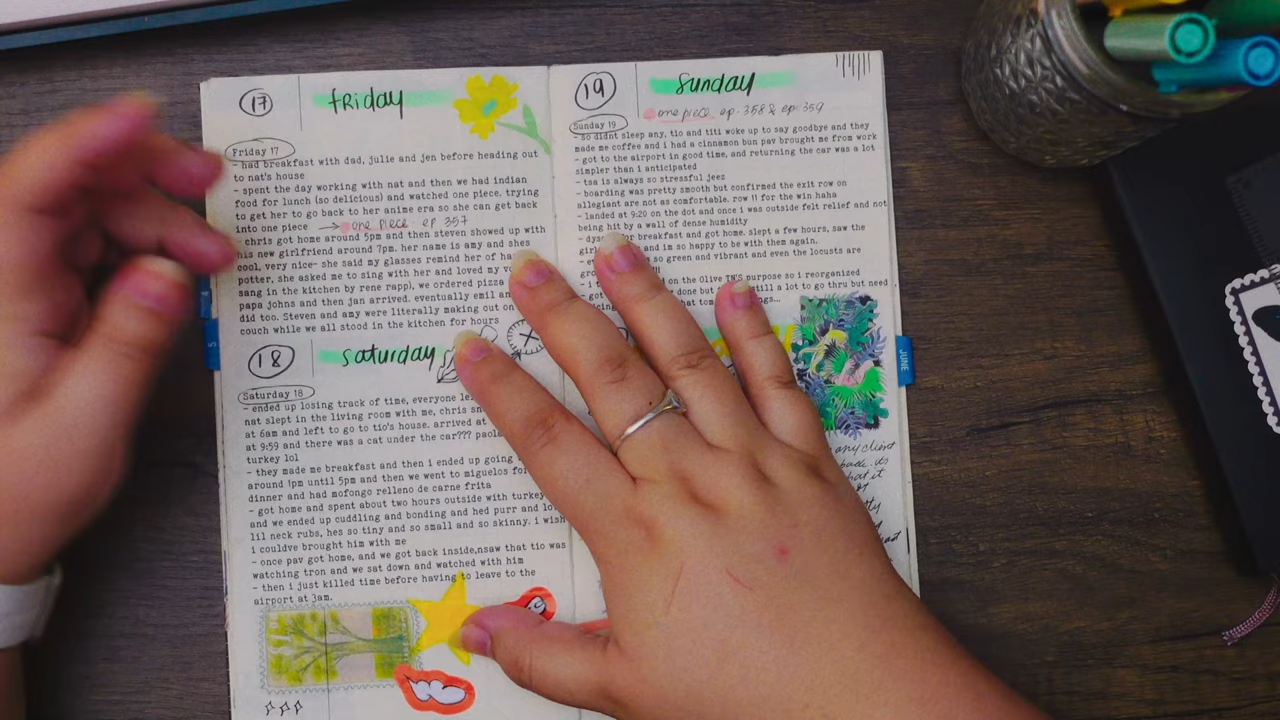 17
friday
Friday 17
- had breakfast with dad, julie and jen before heading out
to nat's house
- spent the day working with nat and then we had indian
food for lunch (so delicious) and watched one piece. trying
to get her to go back to her anime era so she can get back
into one piece → one piece · ep 357
- chris got home around 5pm and then steven showed up with
his new girlfriend around 7pm. her name is amy and shes
cool, very nice- she said my glasses remind her of
potter, she asked me to sing with her and loved my
sang in the kitchen by rene rapp), we ordered pizza
papa johns and then jan arrived. eventually emil
did too. Steven and amy were literally making out on
couch while we all stood in the kitchen for hours
18
saturday
Saturday 18
- ended up losing track of time, everyone
nat slept in the living room with me, chris
at 6am and left to go to tio's house. arrived at
at 9:59 and there was a cat under the car???
turkey lol
- they made me breakfast and then i ended up going
around 1pm until 5pm and then we went to miguelos for
dinner and had mofongo relleno de carne frita
- got home and spent about two hours outside with turkey
and we ended up cuddling and bonding and hed purr and
lil neck rubs, hes so tiny and so small and so skinny. i wish
i couldve brought him with me
- once pav got home, and we got back inside,nsaw that tio was
watching tron and we sat down and watched with him
- then i just killed time before having to leave to the
airport at 3am.
19
sunday
one piece ep. 358 & ep 359
Sunday 19
- so didnt sleep any, tio and titi woke up to say goodbye and they
made me coffee and i had a cinnamon bun pav brought me from work
- got to the airport in good time, and returning the car was a lot
simpler than i anticipated
- tsa is always so stressful jeez
- boarding was pretty smooth but confirmed the exit row on
allegiant are not as comfortable. row 11 for the win haha
- landed at 9:20 on the dot and once i was outside felt relief and not
being hit by a wall of dense humidity
for breakfast and got home. slept a few hours, saw the
and im so happy to be with them again.
so green and vibrant and even the locusts are
on the Olive TN'S purpose so i reorganized
done but still a lot to go thru but need
that
JUNE
any client